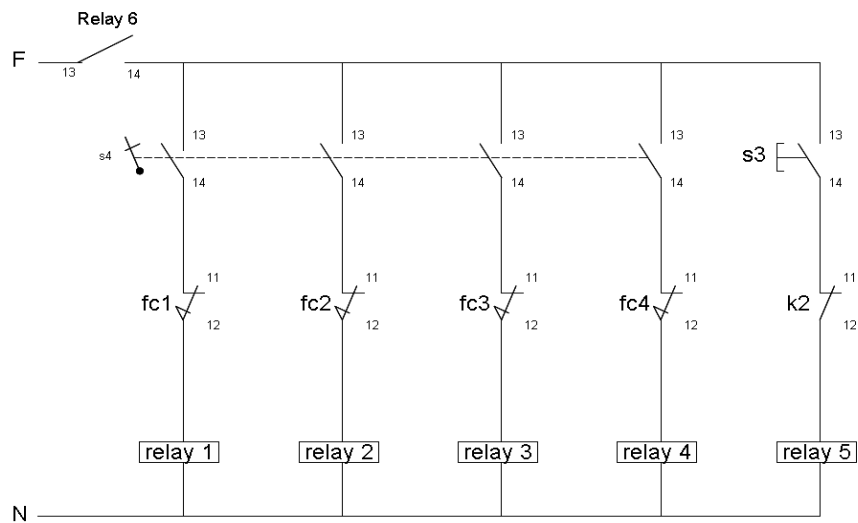 Relay 6
F
13 14
13 13 13 13 13
s4 s3
14 14 14 14 14
11 11 11 11 11
fc1 fc2 fc3 fc4 k2
12 12 12 12 12
relay 1 relay 2 relay 3 relay 4 relay 5
N